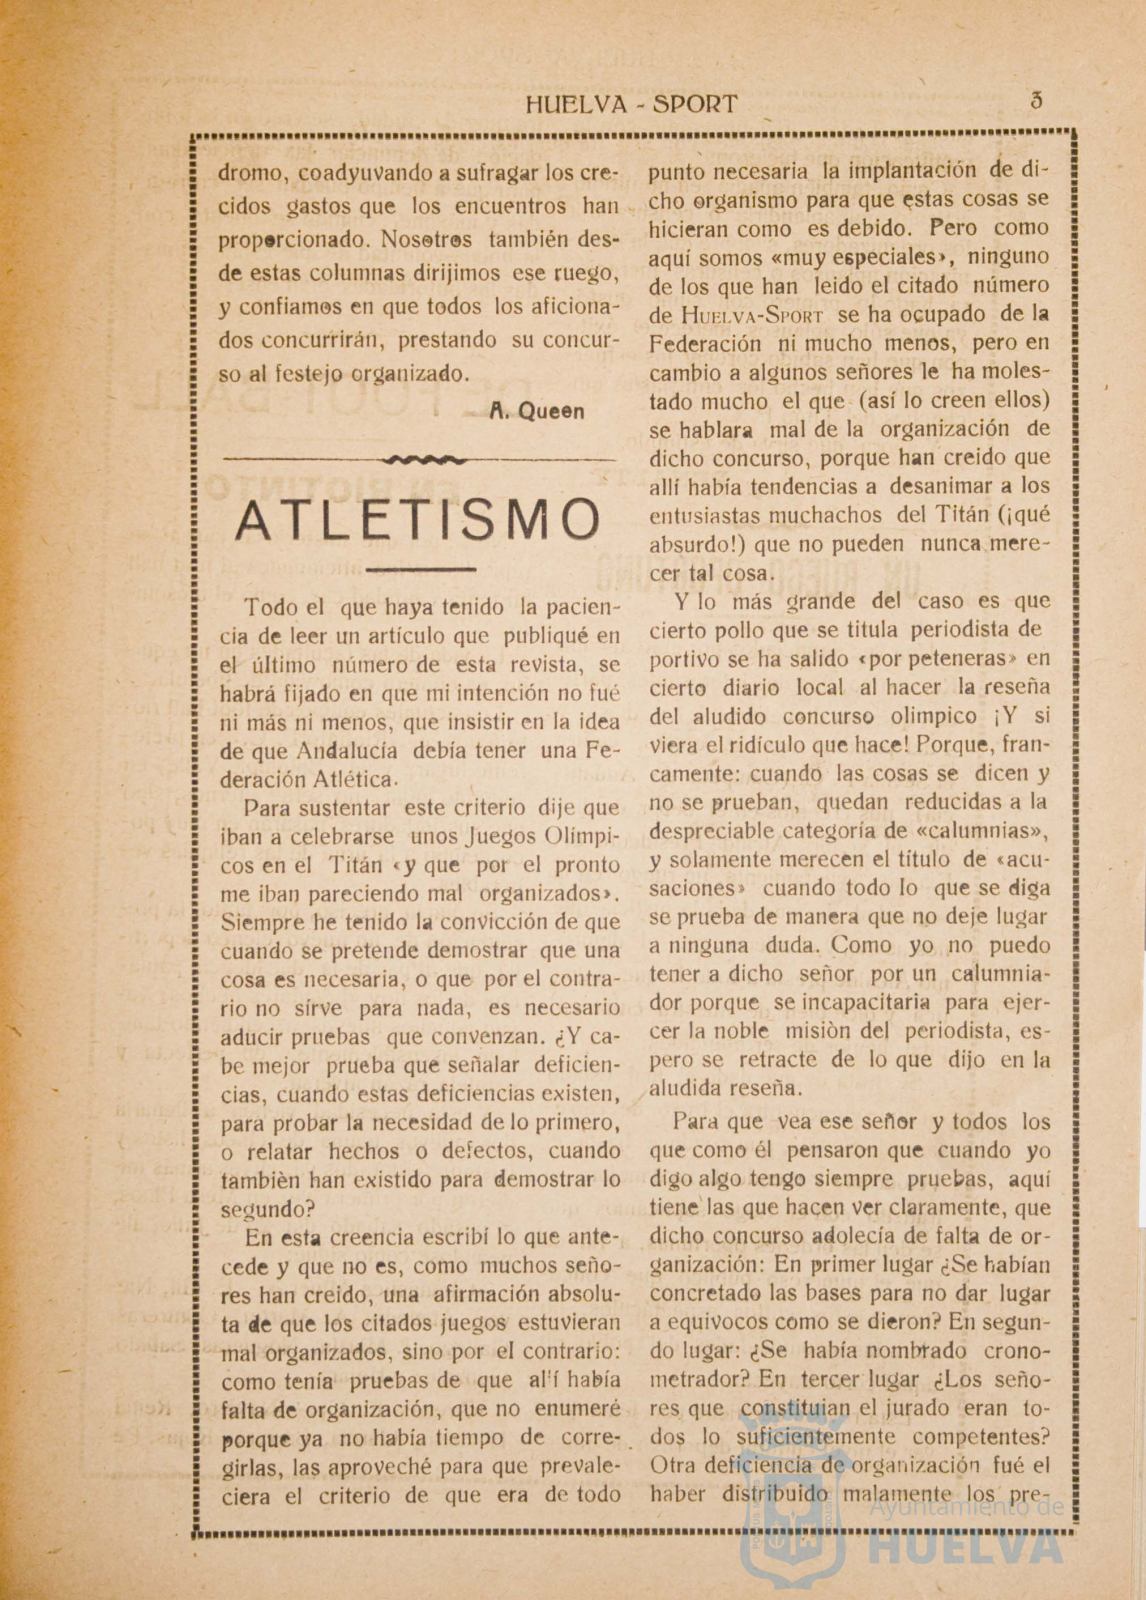 HUELVA - SPORT
3
dromo, coadyuvando a sufragar los cre-
cidos gastos que los encuentros han
proporcionado. Nosotros también des-
de estas columnas dirijimos ese ruego,
y confiamos en que todos los aficiona-
dos concurrirán, prestando su concur-
so al festejo organizado.
A. Queen
ATLETISMO
Todo el que haya tenido la pacien-
cia de leer un artículo que publiqué en
el último número de esta revista, se
habrá fijado en que mi intención no fué
ni más ni menos, que insistir en la idea
de que Andalucía debía tener una Fe-
deración Atlética.
Para sustentar este criterio dije que
iban a celebrarse unos Juegos Olímpi-
cos en el Titán «y que por el pronto
me iban pareciendo mal organizados».
Siempre he tenido la convicción de que
cuando se pretende demostrar que una
cosa es necesaria, o que por el contra-
rio no sirve para nada, es necesario
aducir pruebas que convenzan. ¿Y ca-
be mejor prueba que señalar deficien-
cias, cuando estas deficiencias existen,
para probar la necesidad de lo primero,
o relatar hechos o defectos, cuando
tambièn han existido para demostrar lo
segundo?
En esta creencia escribí lo que ante-
cede y que no es, como muchos seño-
res han creido, una afirmación absolu-
ta de que los citados juegos estuvieran
mal organizados, sino por el contrario:
como tenía pruebas de que al'í había
falta de organización, que no enumeré
porque ya no había tiempo de corre-
girlas, las aproveché para que prevale-
ciera el criterio de que era de todo
punto necesaria la implantación de di-
cho organismo para que estas cosas se
hicieran como es debido. Pero como
aquí somos «muy especiales», ninguno
de los que han leido el citado número
de HUELVA-SPORT se ha ocupado de la
Federación ni mucho menos, pero en
cambio a algunos señores le ha moles-
tado mucho el que (así lo creen ellos)
se hablara mal de la organización de
dicho concurso, porque han creido que
allí había tendencias a desanimar a los
entusiastas muchachos del Titán (¡qué
absurdo!) que no pueden nunca mere-
cer tal cosa.
Y lo más grande del caso es que
cierto pollo que se titula periodista de
portivo se ha salido «por peteneras» en
cierto diario local al hacer la reseña
del aludido concurso olimpico ¡Y si
viera el ridículo que hace! Porque, fran-
camente: cuando las cosas se dicen y
no se prueban, quedan reducidas a la
despreciable categoría de «calumnias»,
y solamente merecen el título de «acu-
saciones» cuando todo lo que se diga
se prueba de manera que no deje lugar
a ninguna duda. Como yo no puedo
tener a dicho señor por un calumnia-
dor porque se incapacitaria para ejer-
cer la noble misiòn del periodista, es-
pero se retracte de lo que dijo en la
aludida reseña.
Para que vea ese señor y todos los
que como él pensaron que cuando yo
digo algo tengo siempre pruebas, aquí
tiene las que hacen ver claramente, que
dicho concurso adolecía de falta de or-
ganización: En primer lugar ¿Se habían
concretado las bases para no dar lugar
a equivocos como se dieron? En segun-
do lugar: ¿Se había nombrado crono-
metrador? En tercer lugar ¿Los seño-
res que constituian el jurado eran to-
dos lo suficientemente competentes?
Otra deficiencia de organización fué el
haber distribuido malamente los pre-
Ayuntamiento de
HUELVA